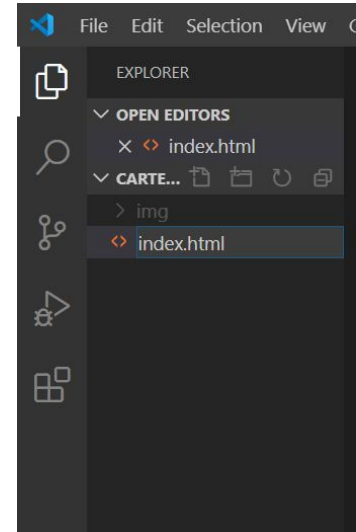 File Edit Selection View
EXPLORER
OPEN EDITORS
index.html
CARTE...
img
index.html